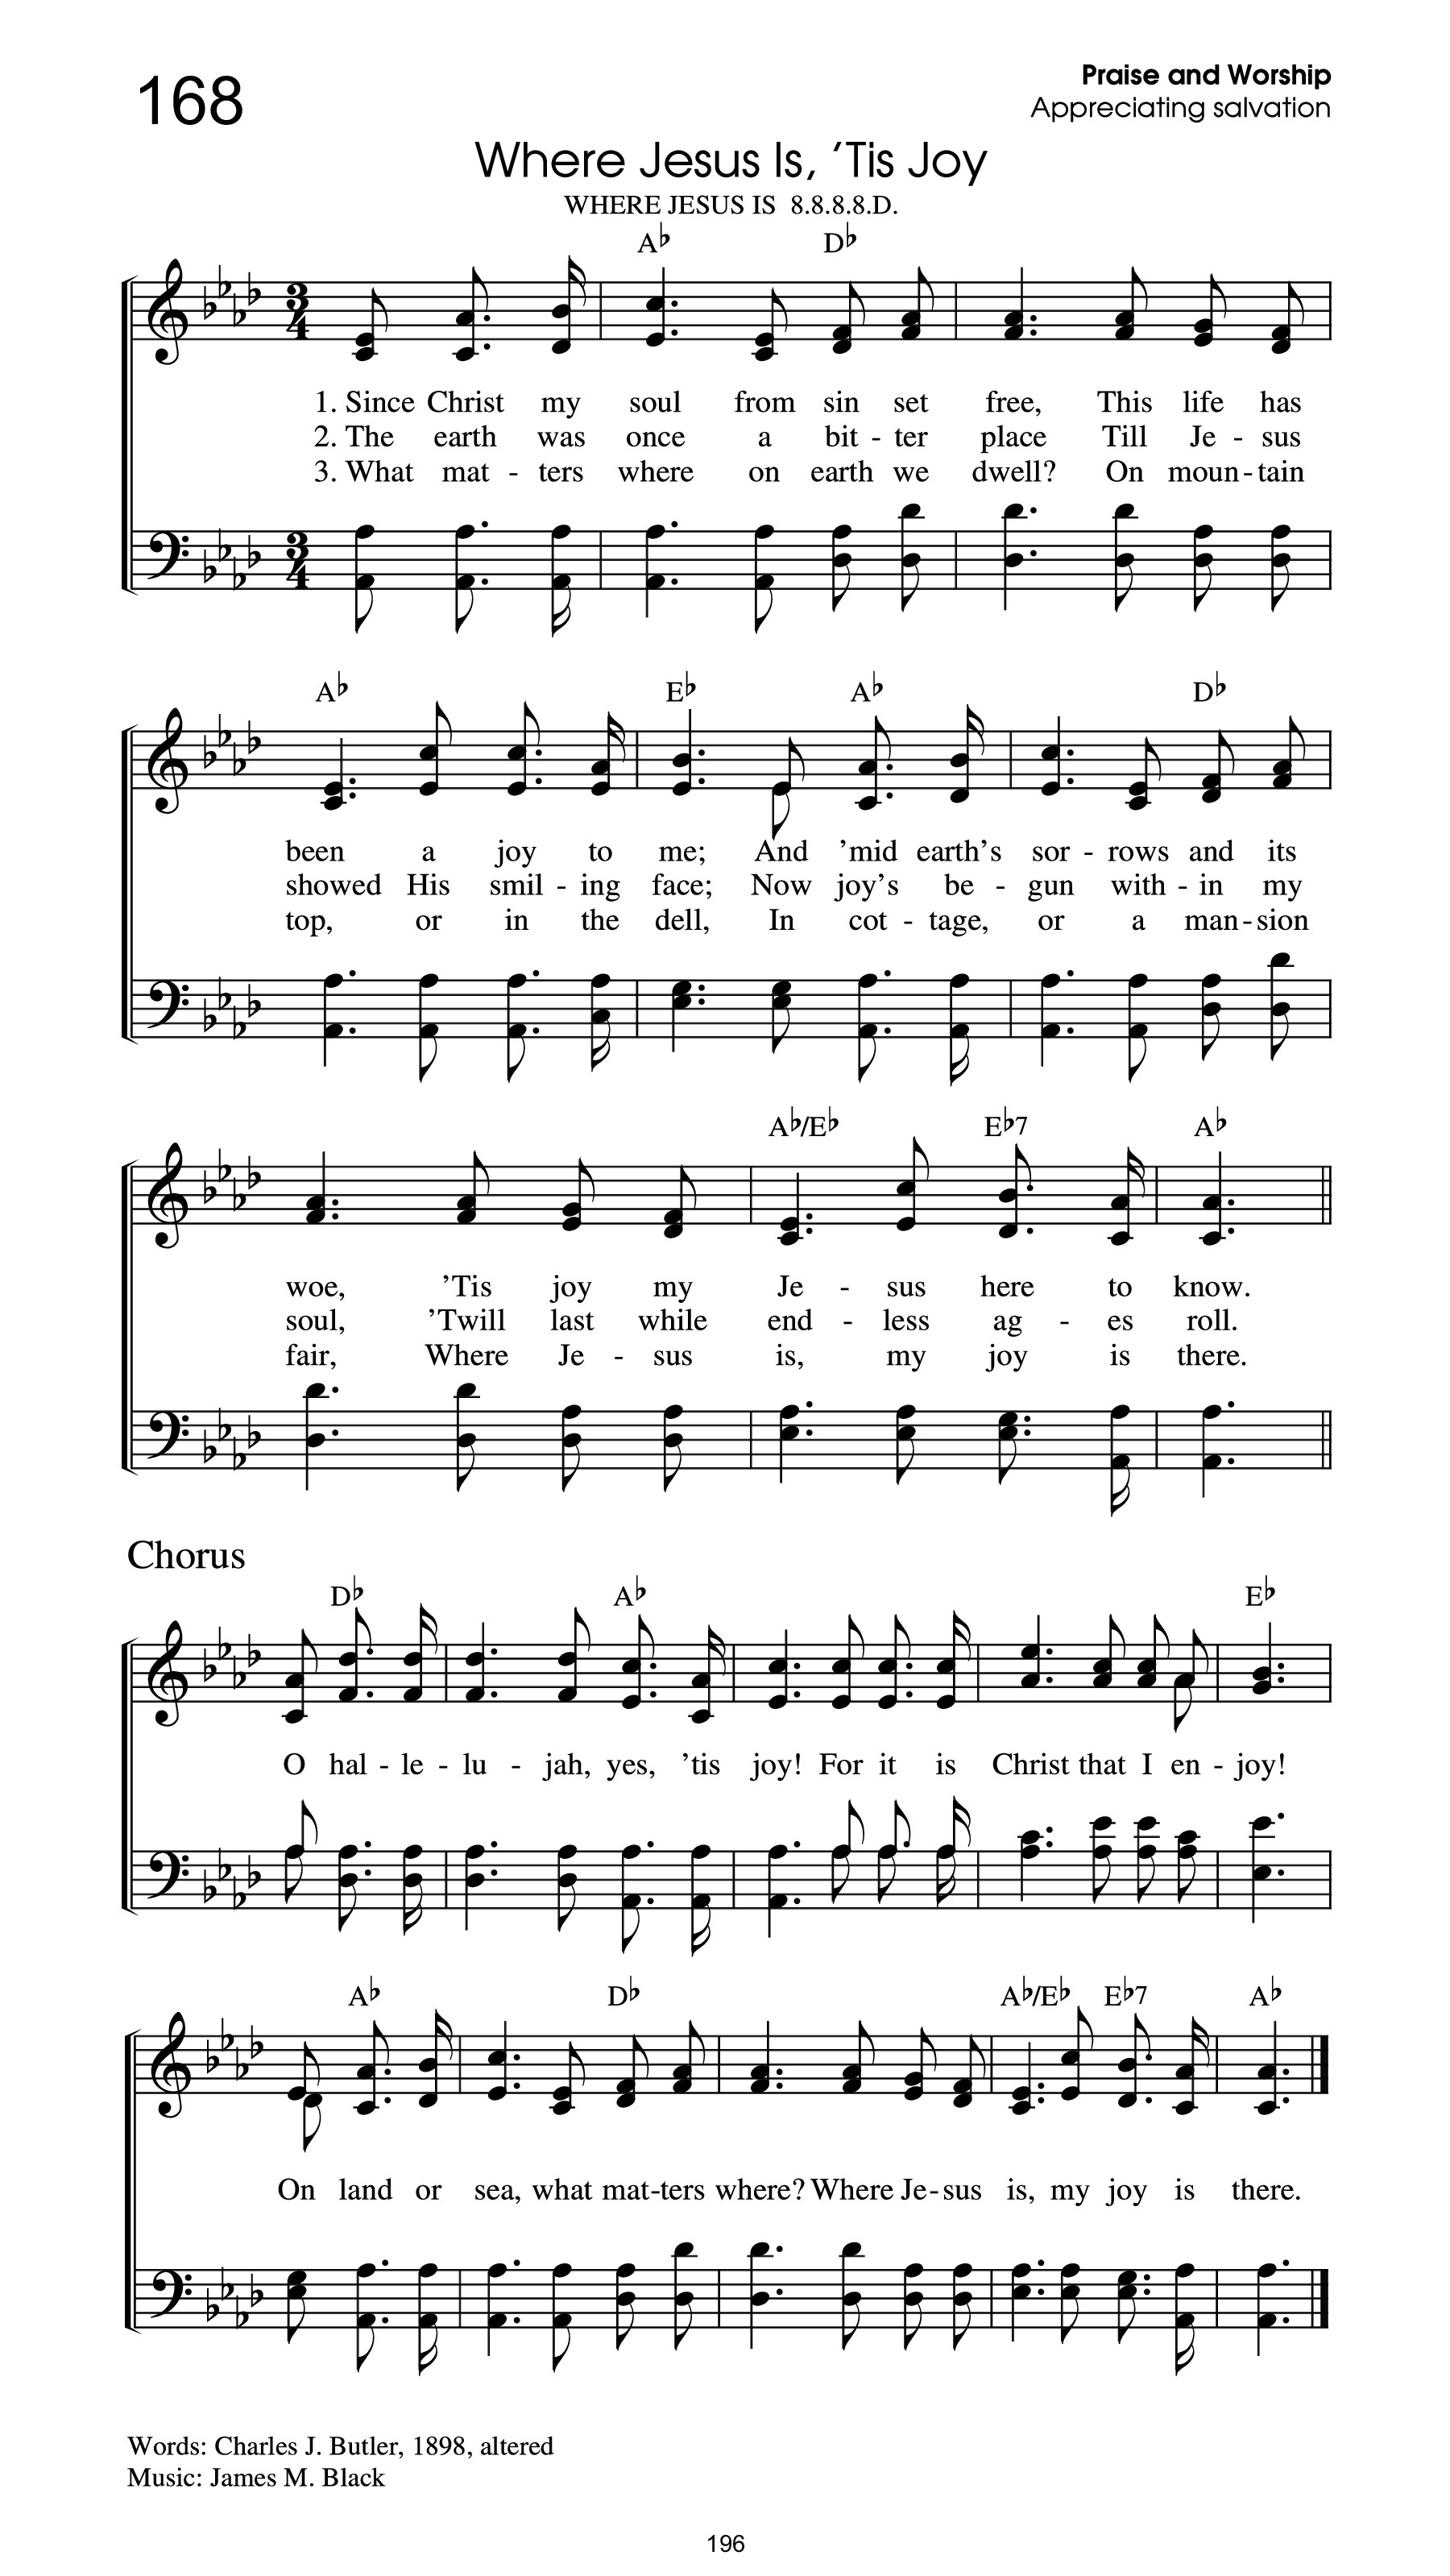 168
Praise and Worship
Appreciating salvation
Where Jesus Is, ’Tis Joy
WHERE JESUS IS 8.8.8.8.D.
A♭ D♭
3 4
1. Since Christ my soul from sin set free, This life has
2. The earth was once a bit - ter place Till Je - sus
3. What mat - ters where on earth we dwell? On moun - tain
3 4
A♭ E♭ A♭ D♭
been a joy to me; And ’mid earth’s sor - rows and its
showed His smil - ing face; Now joy’s be - gun with - in my
top, or in the dell, In cot - tage, or a man - sion
A♭/E♭ E♭7 A♭
woe, ’Tis joy my Je - sus here to know.
soul, ’Twill last while end - less ag - es roll.
fair, Where Je - sus is, my joy is there.
Chorus
D♭ A♭ E♭
O hal - le - lu - jah, yes, ’tis joy! For it is Christ that I en - joy!
A♭ D♭ A♭/E♭ E♭7 A♭
On land or sea, what mat - ters where? Where Je - sus is, my joy is there.
Words: Charles J. Butler, 1898, altered
Music: James M. Black
196